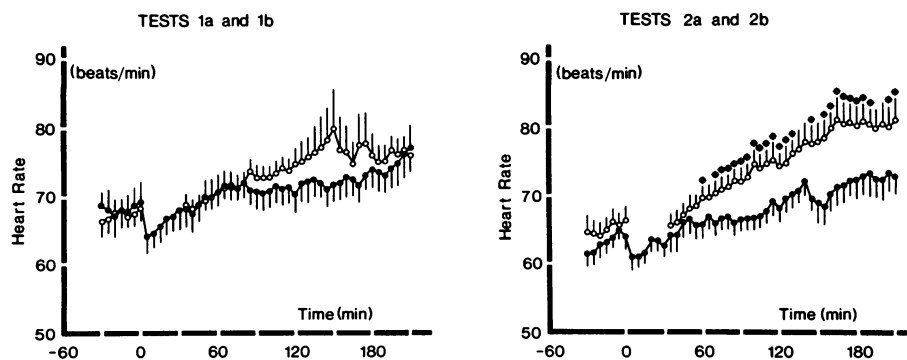 TESTS 1a and 1b
90
(beats/min)
80
Heart Rate
70
60
Time (min)
50
-60
0
60
120
180
TESTS 2a and 2b
90
(beats/min)
80
Heart Rate
70
60
Time (min)
50
-60
0
60
120
180